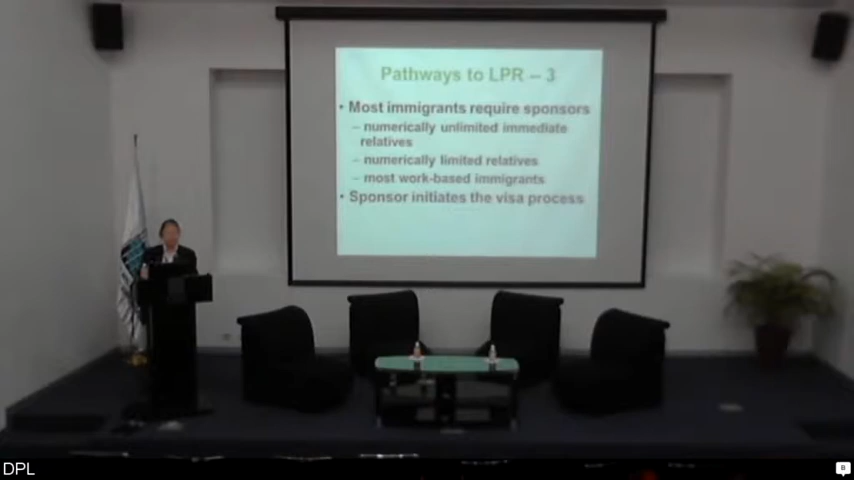 Pathways to LPR – 3
• Most immigrants require sponsors
– numerically unlimited immediate
relatives
– numerically limited relatives
– most work-based immigrants
• Sponsor initiates the visa process
DPL
B